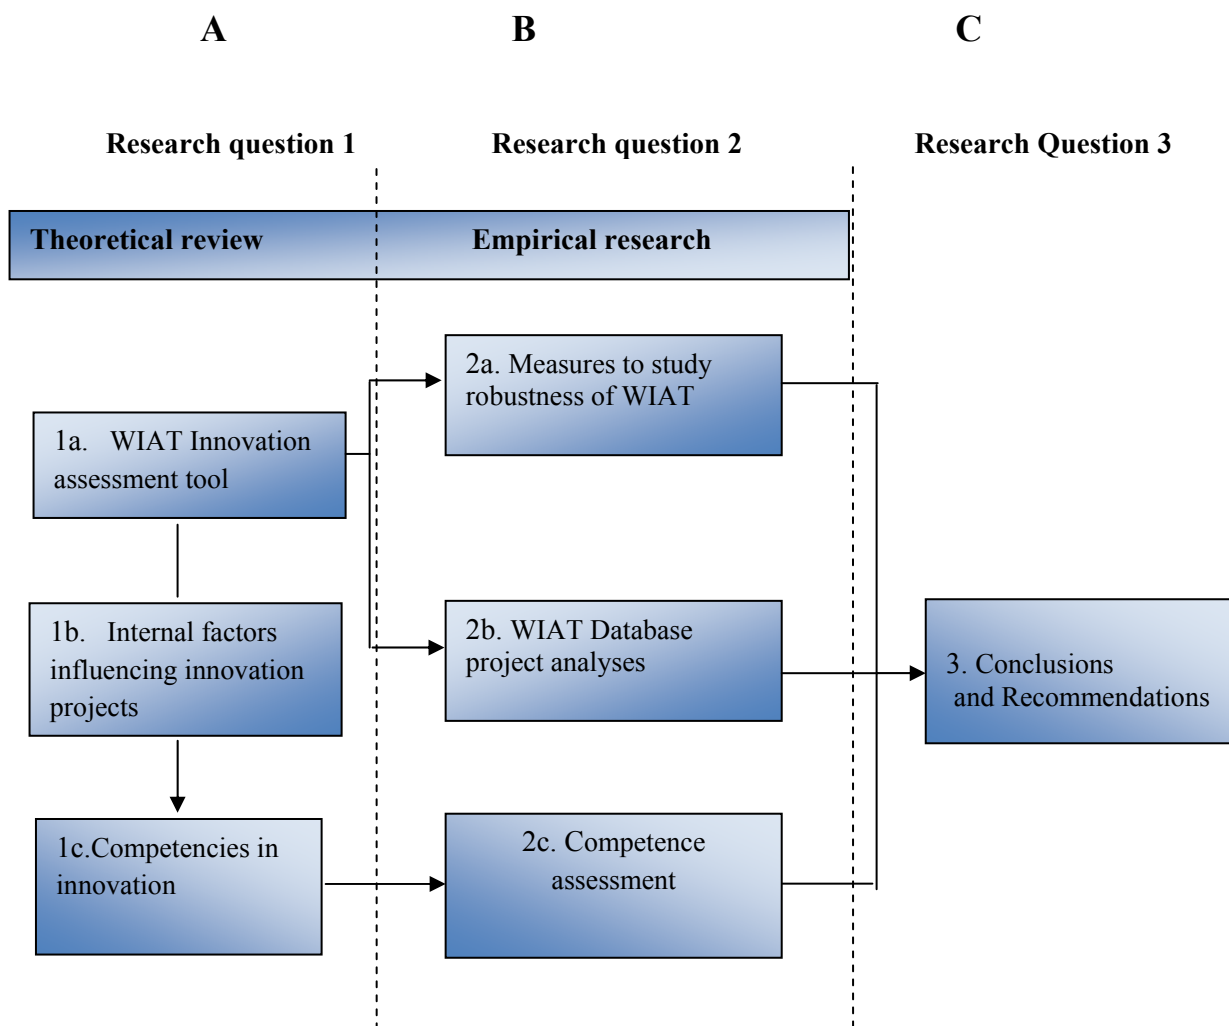 A B C
Research question 1 Research question 2 Research Question 3
Theoretical review Empirical research
1a. WIAT Innovation
assessment tool
1b. Internal factors
influencing innovation
projects
1c.Competencies in
innovation
2a. Measures to study
robustness of WIAT
2b. WIAT Database
project analyses
2c. Competence
assessment
3. Conclusions
and Recommendations